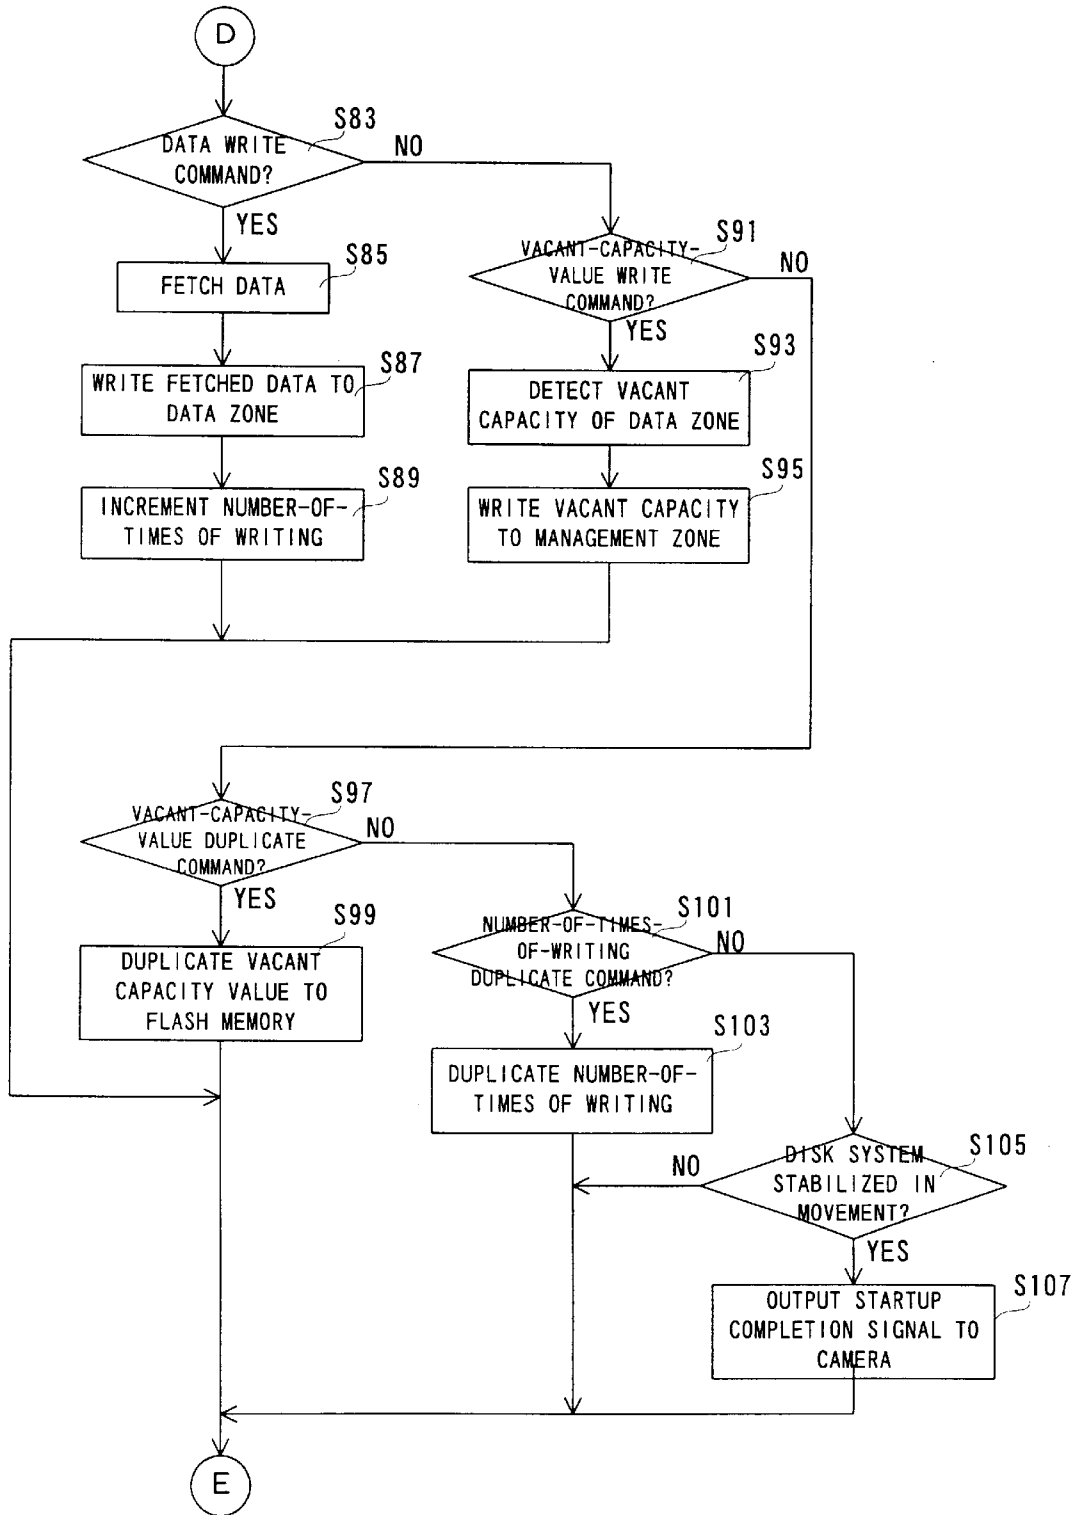 D
S83
DATA WRITE
COMMAND?
NO
YES
S85
FETCH DATA
S87
WRITE FETCHED DATA TO
DATA ZONE
S89
INCREMENT NUMBER-OF-
TIMES OF WRITING
S91
VACANT-CAPACITY-
VALUE WRITE
COMMAND?
NO
YES
S93
DETECT VACANT
CAPACITY OF DATA ZONE
S95
WRITE VACANT CAPACITY
TO MANAGEMENT ZONE
S97
VACANT-CAPACITY-
VALUE DUPLICATE
COMMAND?
NO
YES
S99
DUPLICATE VACANT
CAPACITY VALUE TO
FLASH MEMORY
S101
NUMBER-OF-TIMES-
OF-WRITING
DUPLICATE COMMAND?
NO
YES
S103
DUPLICATE NUMBER-OF-
TIMES OF WRITING
S105
DISK SYSTEM
STABILIZED IN
MOVEMENT?
NO
YES
S107
OUTPUT STARTUP
COMPLETION SIGNAL TO
CAMERA
E